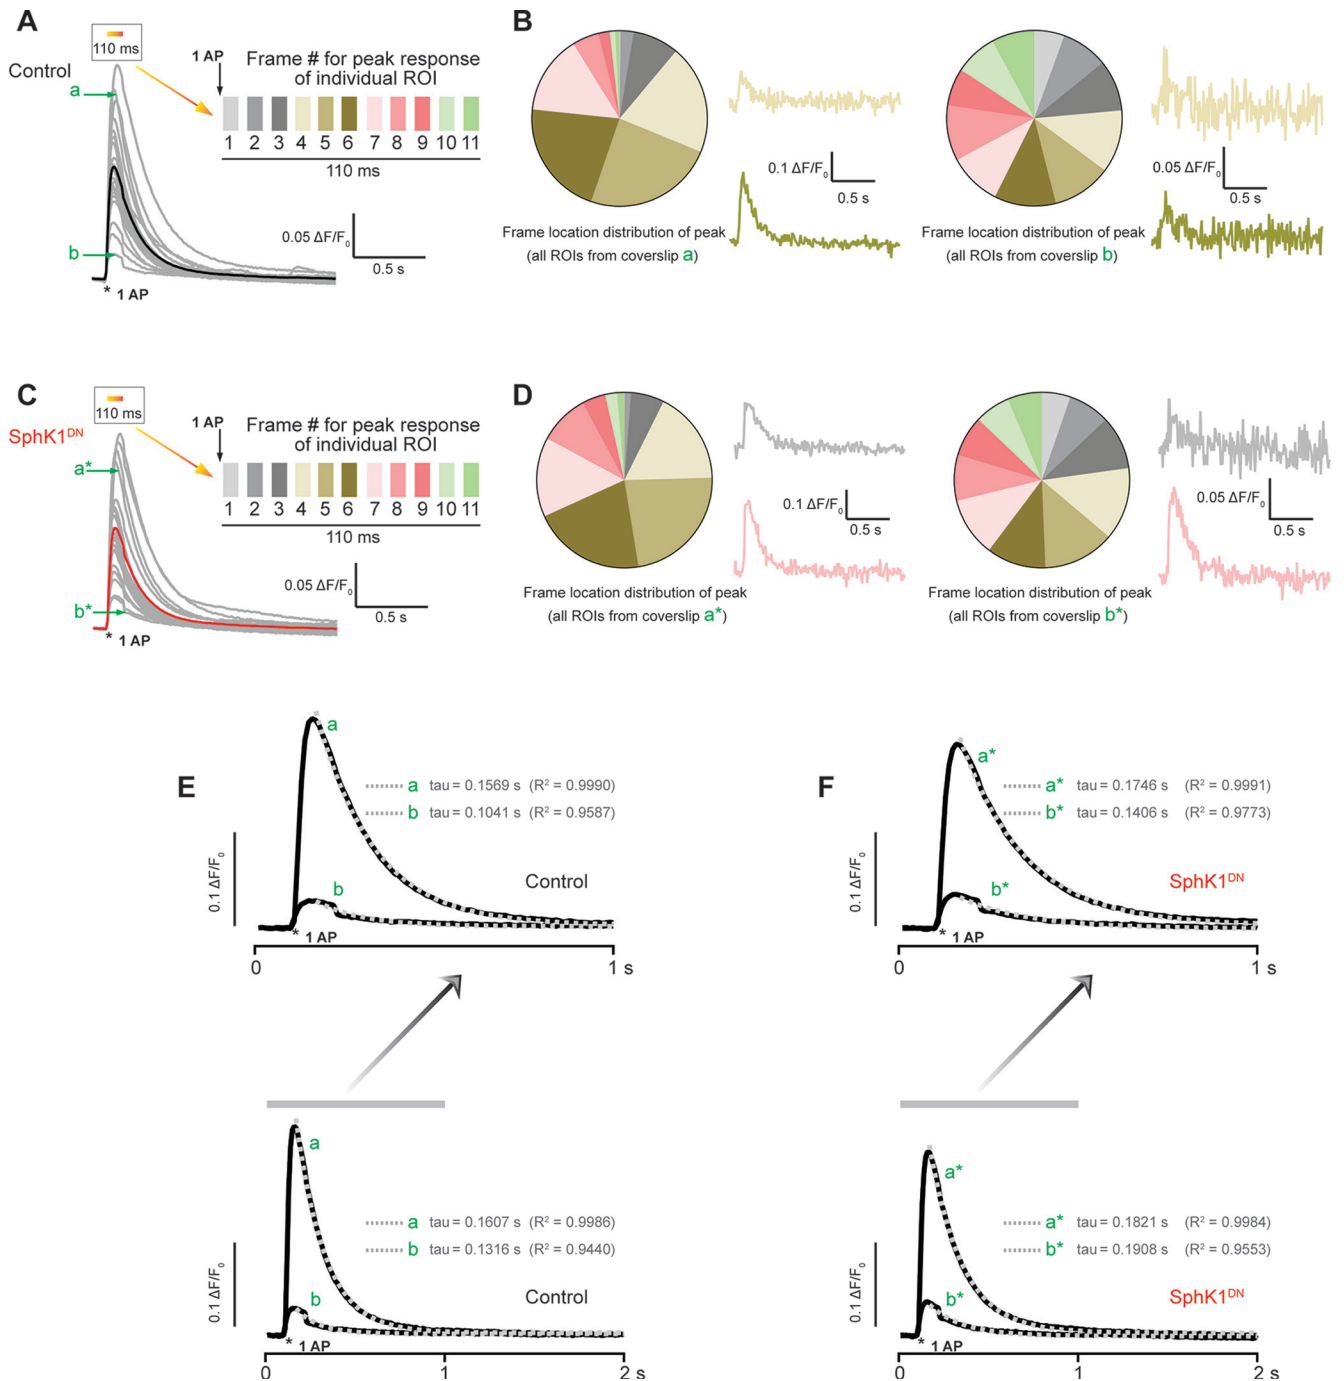 A
110 ms
Control
a
b
* 1 AP
1 AP
Frame # for peak response
of individual ROI
1 2 3 4 5 6 7 8 9 10 11
110 ms
0.05 ΔF/F0
0.5 s
B
0.1 ΔF/F0
0.5 s
Frame location distribution of peak
(all ROIs from coverslip a)
0.05 ΔF/F0
0.5 s
Frame location distribution of peak
(all ROIs from coverslip b)
C
110 ms
SphK1DN
a*
b*
* 1 AP
1 AP
Frame # for peak response
of individual ROI
1 2 3 4 5 6 7 8 9 10 11
110 ms
0.05 ΔF/F0
0.5 s
D
0.1 ΔF/F0
0.5 s
Frame location distribution of peak
(all ROIs from coverslip a*)
0.05 ΔF/F0
0.5 s
Frame location distribution of peak
(all ROIs from coverslip b*)
E
a
a tau = 0.1569 s (R² = 0.9990)
b tau = 0.1041 s (R² = 0.9587)
0.1 ΔF/F0
b
Control
* 1 AP
0 1 s
a
a tau = 0.1607 s (R² = 0.9986)
b tau = 0.1316 s (R² = 0.9440)
0.1 ΔF/F0
b
Control
* 1 AP
0 1 2 s
F
a*
a* tau = 0.1746 s (R² = 0.9991)
b* tau = 0.1406 s (R² = 0.9773)
0.1 ΔF/F0
b*
SphK1DN
* 1 AP
0 1 s
a*
a* tau = 0.1821 s (R² = 0.9984)
b* tau = 0.1908 s (R² = 0.9553)
0.1 ΔF/F0
b*
SphK1DN
* 1 AP
0 1 2 s